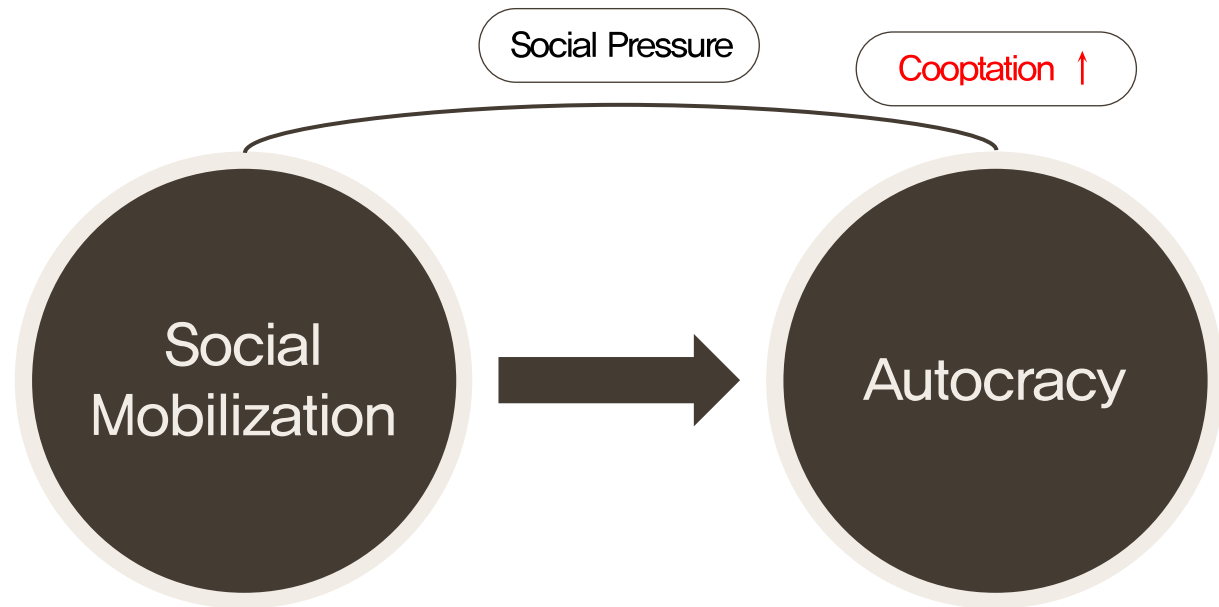 Social Pressure
Cooptation ↑
Social
Mobilization
Autocracy